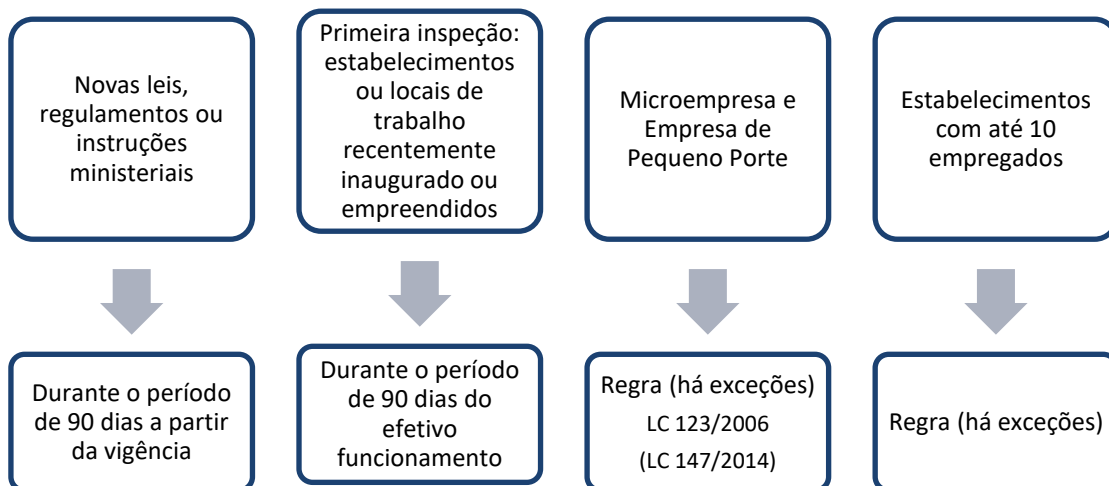 Novas leis,
regulamentos ou
instruções
ministeriais
Primeira inspeção:
estabelecimentos
ou locais de
trabalho
recentemente
inaugurado ou
empreendidos
Microempresa e
Empresa de
Pequeno Porte
Estabelecimentos
com até 10
empregados
Durante o período
de 90 dias a partir
da vigência
Durante o período
de 90 dias do
efetivo
funcionamento
Regra (há exceções)
LC 123/2006
(LC 147/2014)
Regra (há exceções)